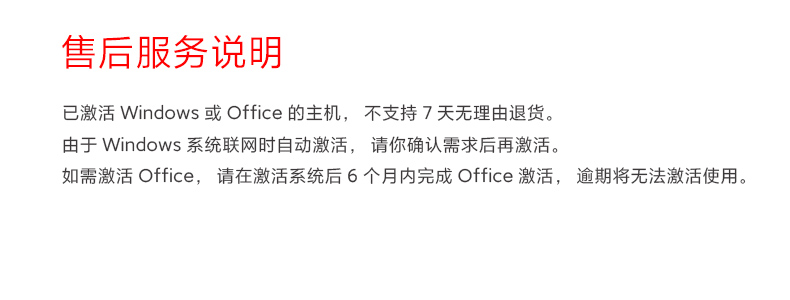 售后服务说明
已激活 Windows 或 Office 的主机， 不支持 7 天无理由退货。
由于 Windows 系统联网时自动激活， 请你确认需求后再激活。
如需激活 Office， 请在激活系统后 6 个月内完成 Office 激活， 逾期将无法激活使用。